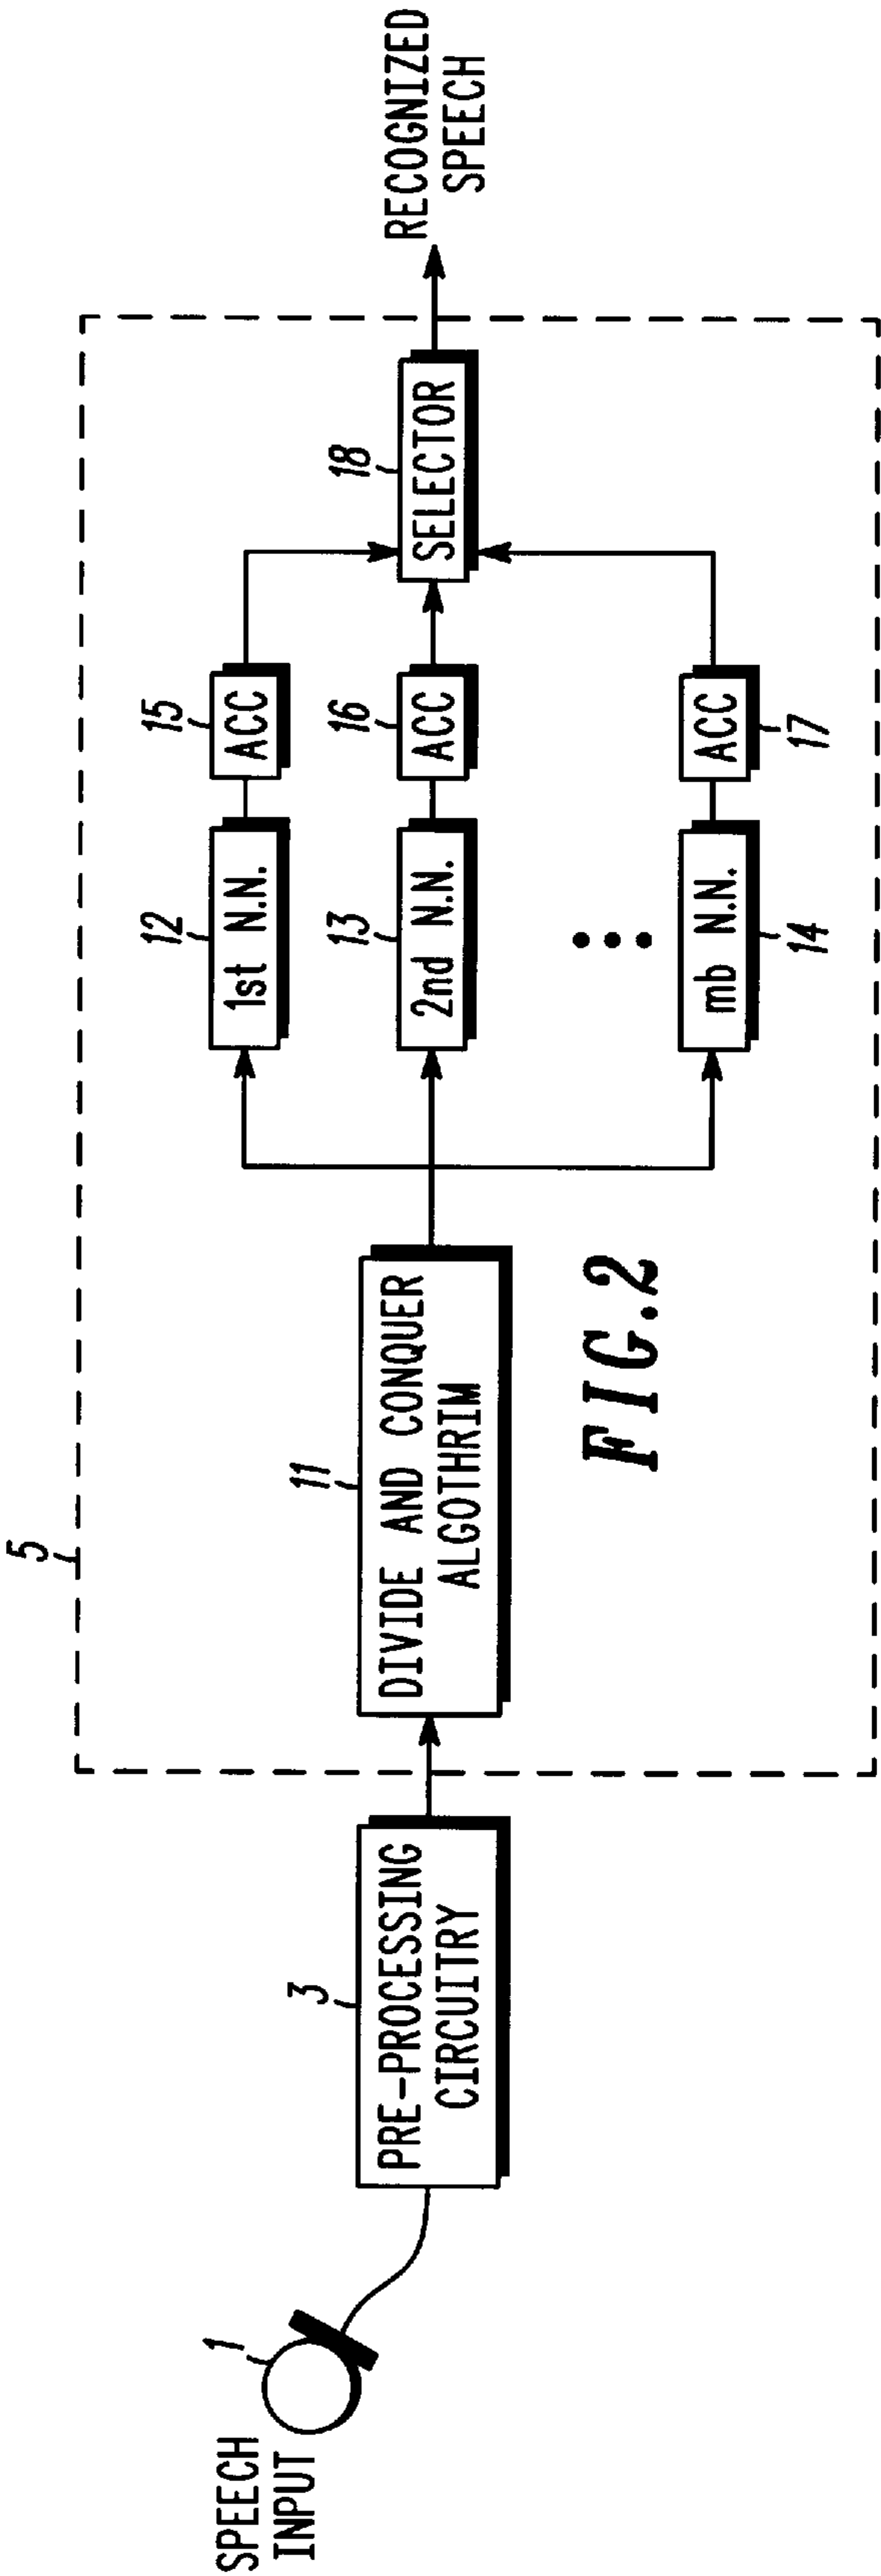 SPEECH
INPUT
1
3
PRE-PROCESSING
CIRCUITRY
5
11
DIVIDE AND CONQUER
ALGOTHRIM
12
1st N.N.
15
ACC
13
2nd N.N.
16
ACC
14
mb N.N.
17
ACC
18
SELECTOR
RECOGNIZED
SPEECH
FIG.2